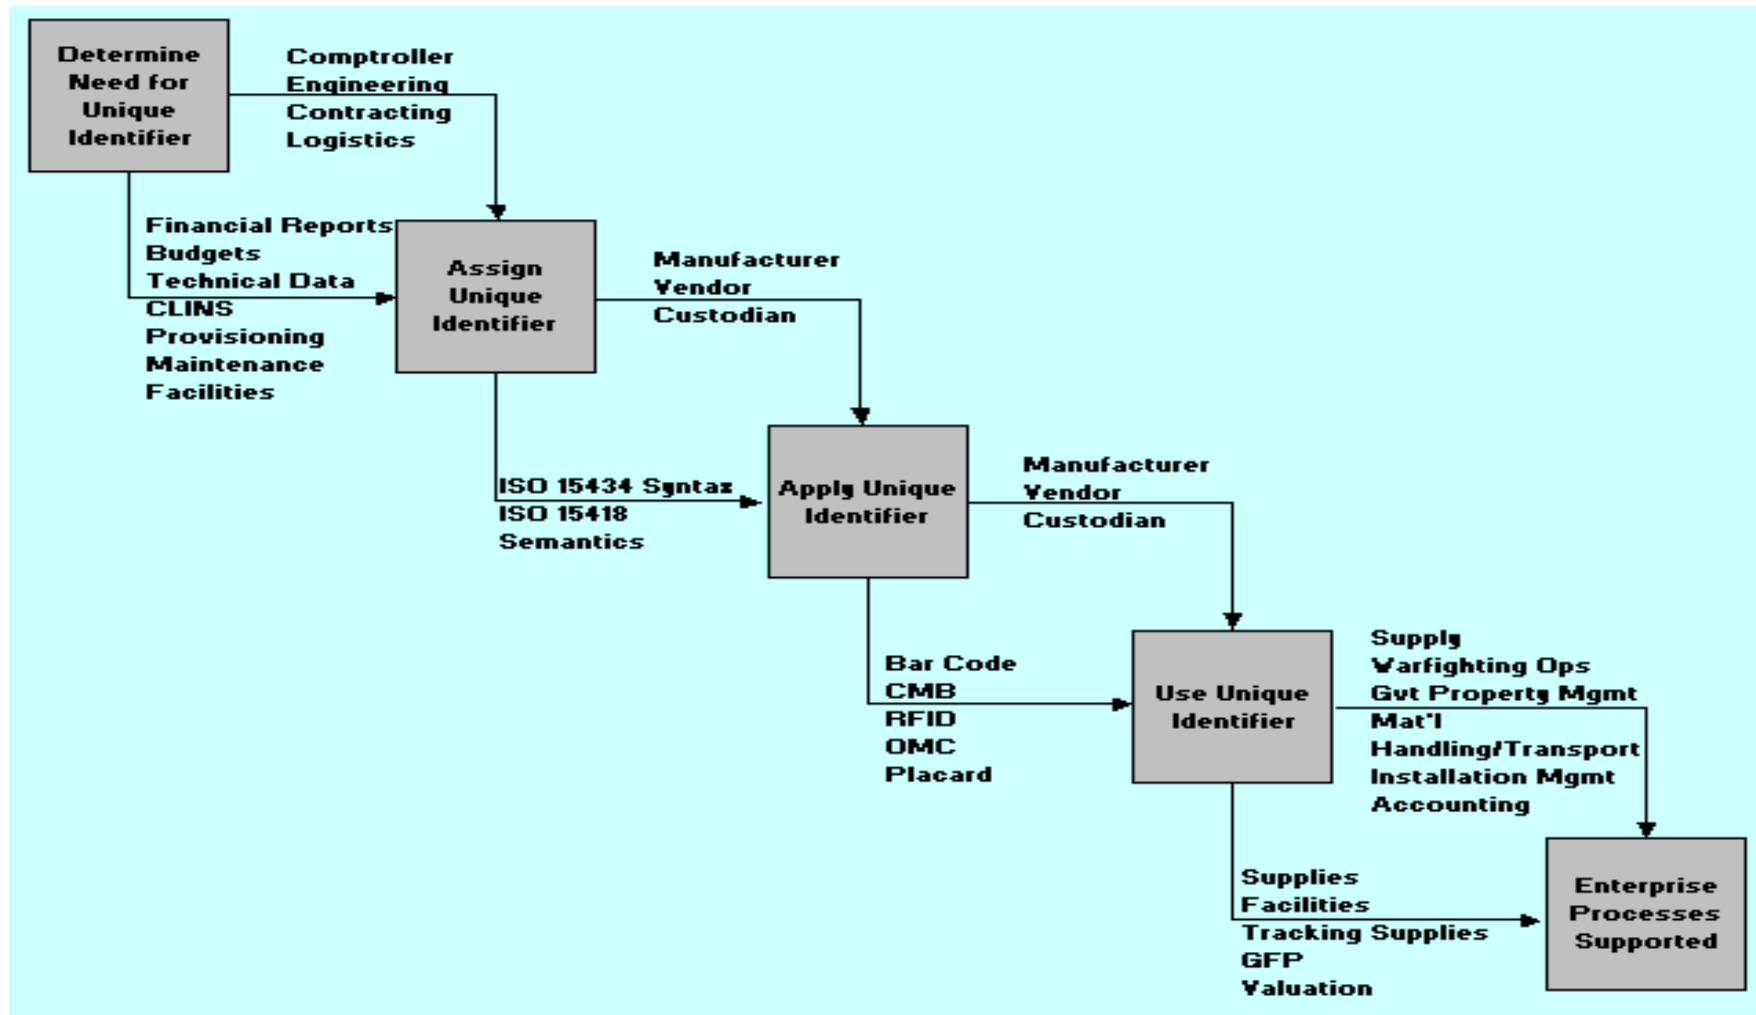 Determine
Need for
Unique
Identifier
Comptroller
Engineering
Contracting
Logistics
Financial Reports
Budgets
Technical Data
CLINS
Provisioning
Maintenance
Facilities
Assign
Unique
Identifier
Manufacturer
Vendor
Custodian
ISO 15434 Syntax
ISO 15418
Semantics
Apply Unique
Identifier
Manufacturer
Vendor
Custodian
Bar Code
CMB
RFID
OMC
Placard
Use Unique
Identifier
Supply
Warfighting Ops
Gvt Property Mgmt
Mat'l
Handling/Transport
Installation Mgmt
Accounting
Supplies
Facilities
Tracking Supplies
GFP
Valuation
Enterprise
Processes
Supported